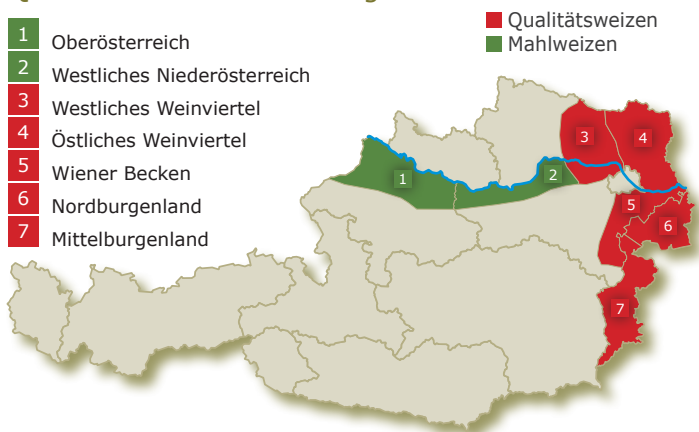 Qualitätsweizen
Mahlweizen
1 Oberösterreich
2 Westliches Niederösterreich
3 Westliches Weinviertel
4 Östliches Weinviertel
5 Wiener Becken
6 Nordburgenland
7 Mittelburgenland
3
4
1
2
5
6
7